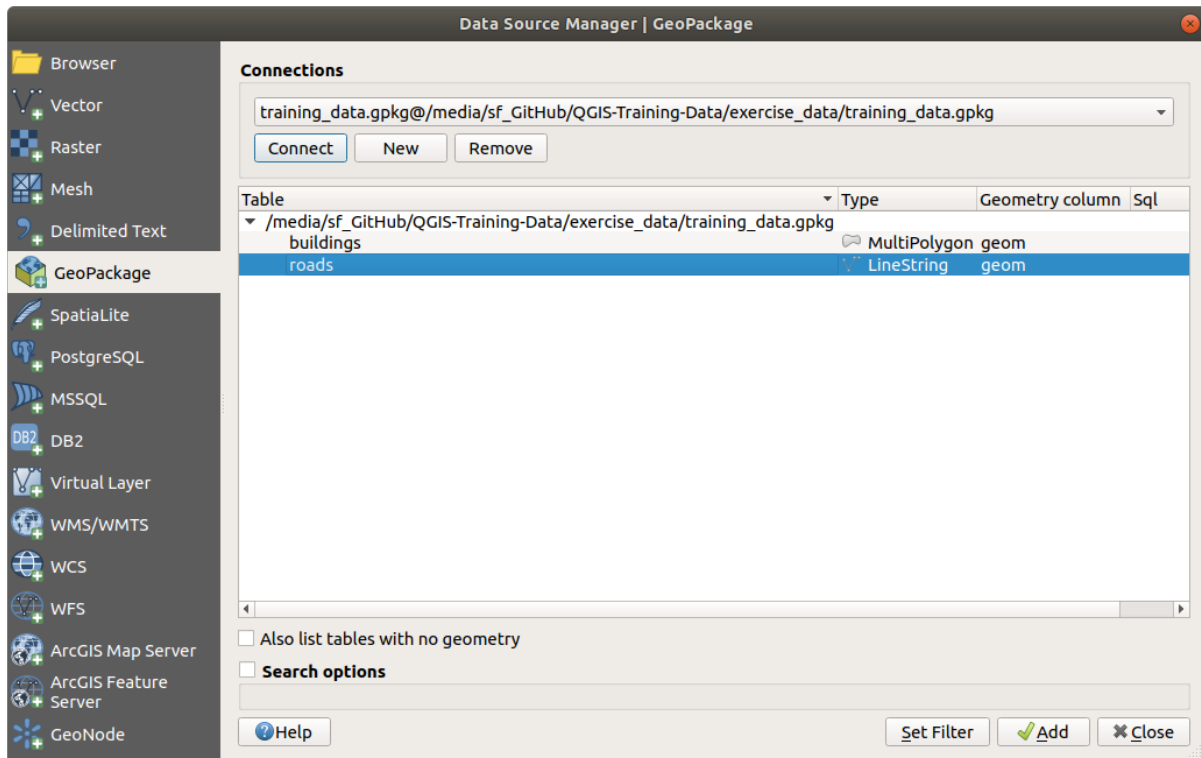 Data Source Manager | GeoPackage
Browser
Vector
Raster
Mesh
Delimited Text
GeoPackage
SpatiaLite
PostgreSQL
MSSQL
DB2 DB2
Virtual Layer
WMS/WMTS
WCS
WFS
ArcGIS Map Server
ArcGIS Feature
Server
GeoNode
Connections
training_data.gpkg@/media/sf_GitHub/QGIS-Training-Data/exercise_data/training_data.gpkg
Connect New Remove
Table Type Geometry column Sql
/media/sf_GitHub/QGIS-Training-Data/exercise_data/training_data.gpkg
buildings MultiPolygon geom
roads LineString geom
Also list tables with no geometry
Search options
?Help Set Filter Add Close